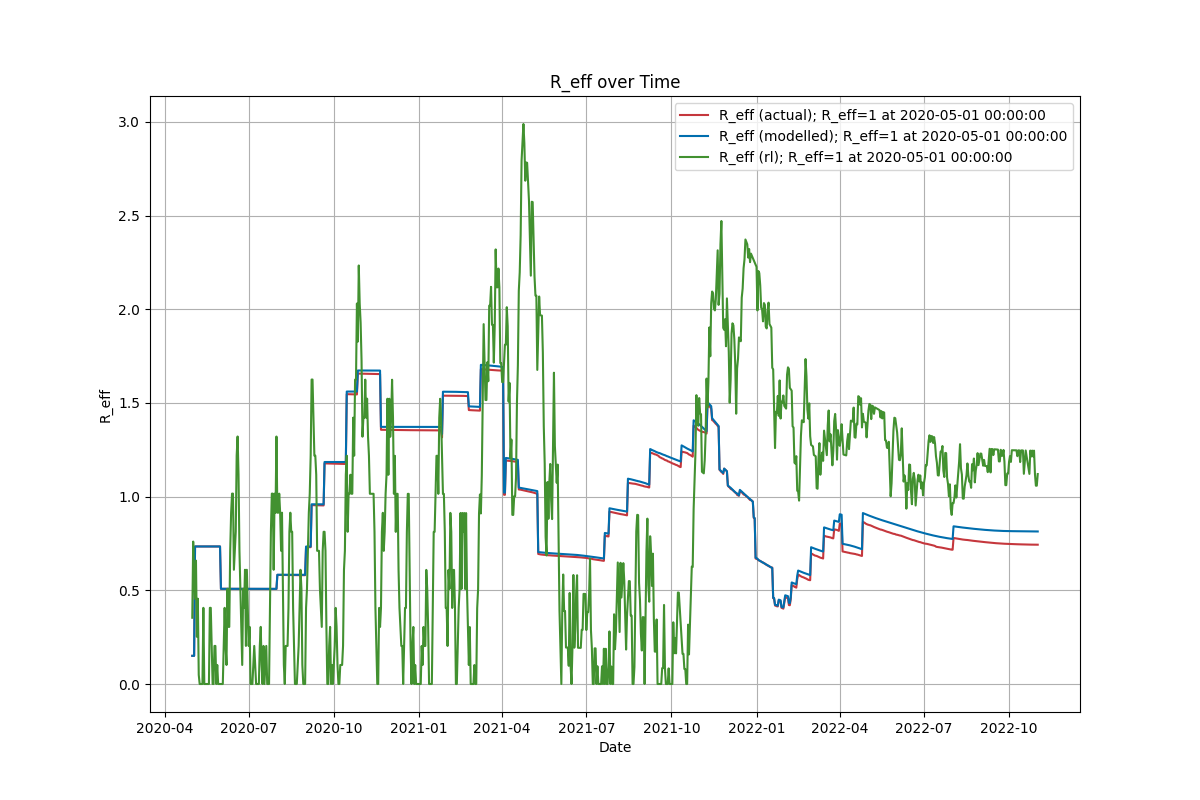 R_eff over Time
R_eff (actual); R_eff=1 at 2020-05-01 00:00:00
R_eff (modelled); R_eff=1 at 2020-05-01 00:00:00
R_eff (rl); R_eff=1 at 2020-05-01 00:00:00
3.0
2.5
2.0
1.5
1.0
0.5
0.0
R_eff
2020-04 2020-07 2020-10 2021-01 2021-04 2021-07 2021-10 2022-01 2022-04 2022-07 2022-10
Date